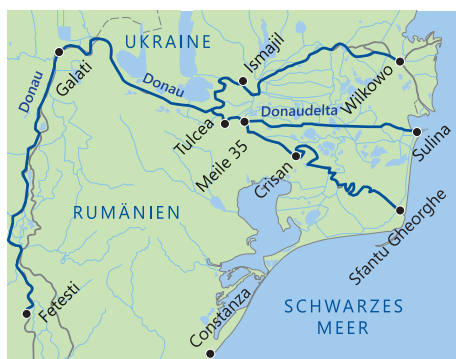 UKRAINE
Ismajil
Donau
Galati
Donau
Wilkowo
Donaudelta
Tulcea
Meile 35
Sulina
Crisan
RUMÄNIEN
Sfantu Gheorghe
Fetesti
Constanza
SCHWARZES
MEER